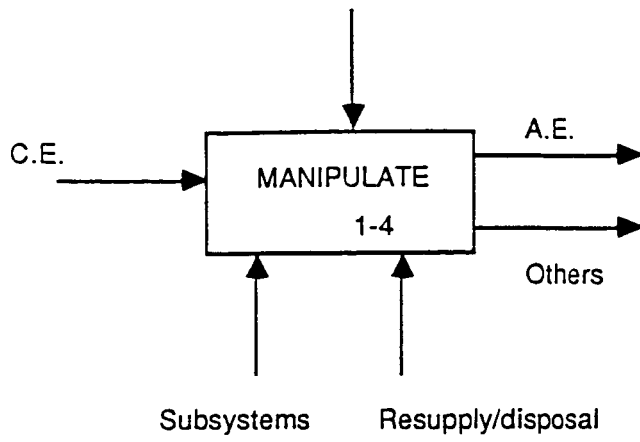 A.E.
C.E.
MANIPULATE
1-4
Others
Subsystems Resupply/disposal